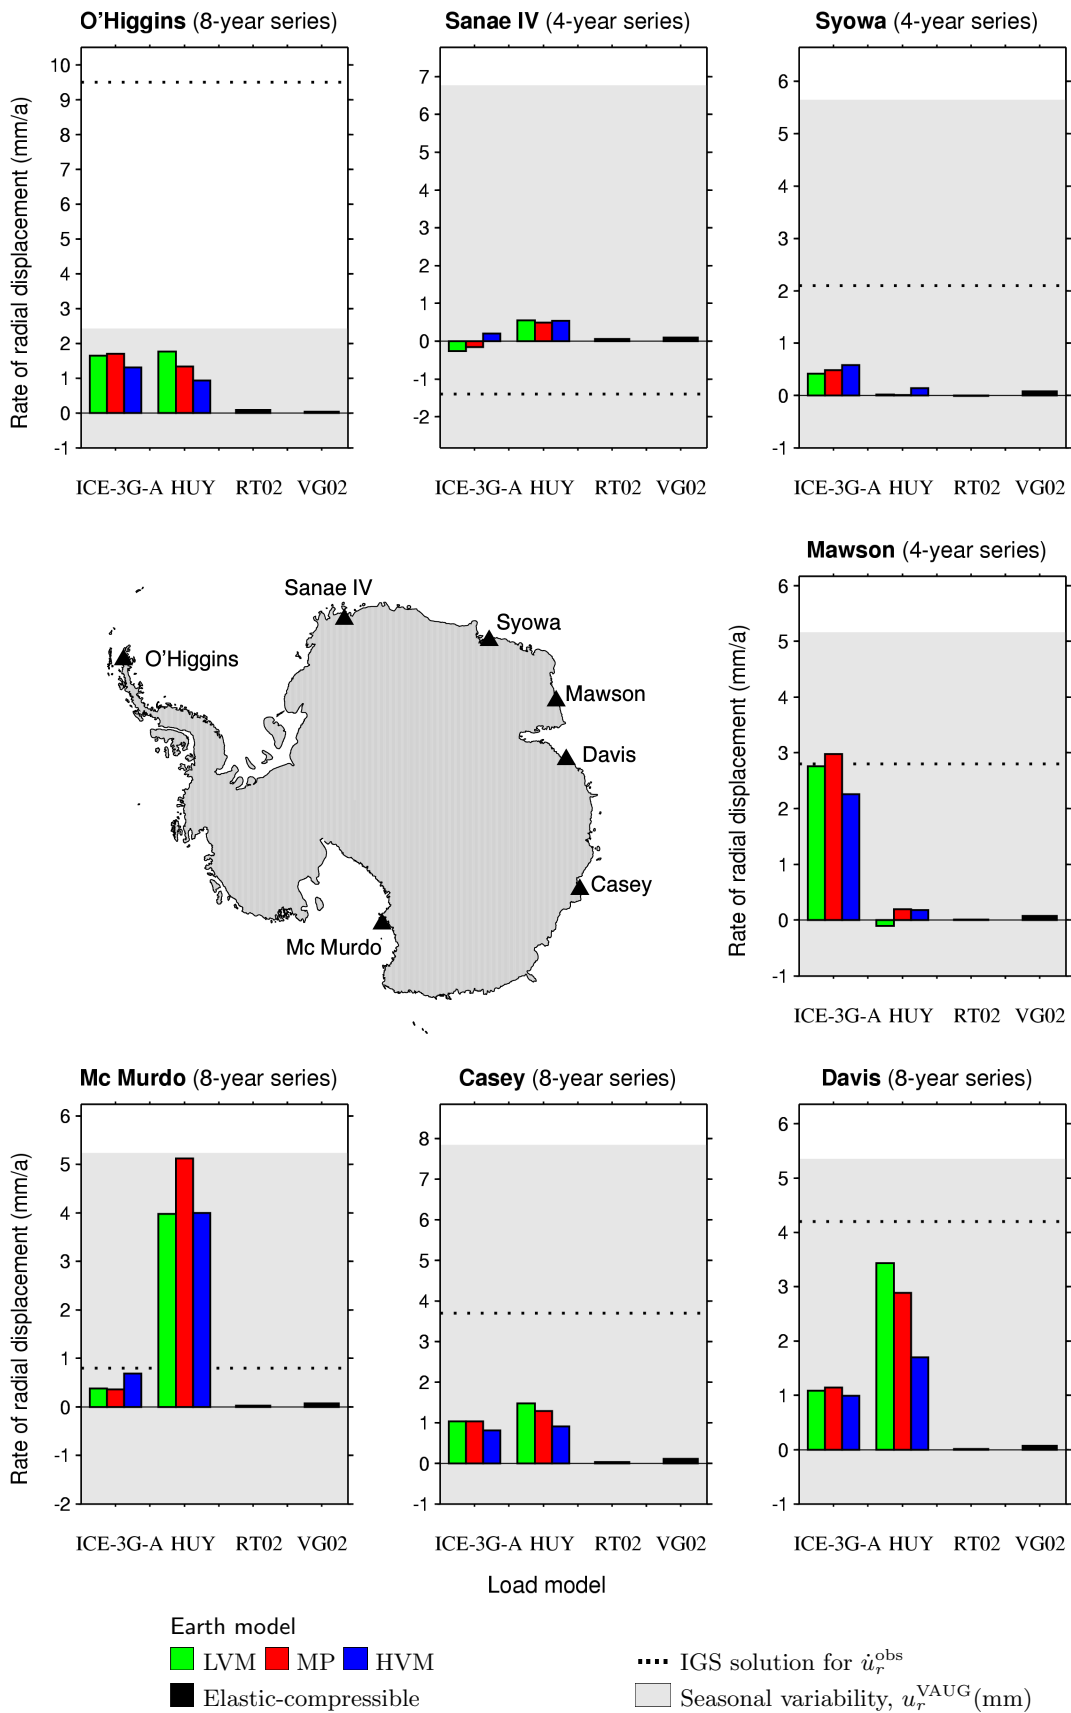 O'Higgins (8-year series)
Sanae IV (4-year series)
Syowa (4-year series)
Rate of radial displacement (mm/a)
10
9
8
7
6
5
4
3
2
1
0
-1
ICE-3G-A HUY RT02 VG02
7
6
5
4
3
2
1
0
-1
-2
ICE-3G-A HUY RT02 VG02
6
5
4
3
2
1
0
-1
ICE-3G-A HUY RT02 VG02
Sanae IV
Syowa
O'Higgins
Mawson
Davis
Casey
Mc Murdo
Mawson (4-year series)
Rate of radial displacement (mm/a)
6
5
4
3
2
1
0
-1
ICE-3G-A HUY RT02 VG02
Mc Murdo (8-year series)
Casey (8-year series)
Davis (8-year series)
Rate of radial displacement (mm/a)
6
5
4
3
2
1
0
-1
-2
ICE-3G-A HUY RT02 VG02
8
7
6
5
4
3
2
1
0
-1
ICE-3G-A HUY RT02 VG02
6
5
4
3
2
1
0
-1
ICE-3G-A HUY RT02 VG02
Load model
Earth model
LVM MP HVM
Elastic-compressible
IGS solution for u̇ᵣᵒᵇˢ
Seasonal variability, u_r^VAUG(mm)